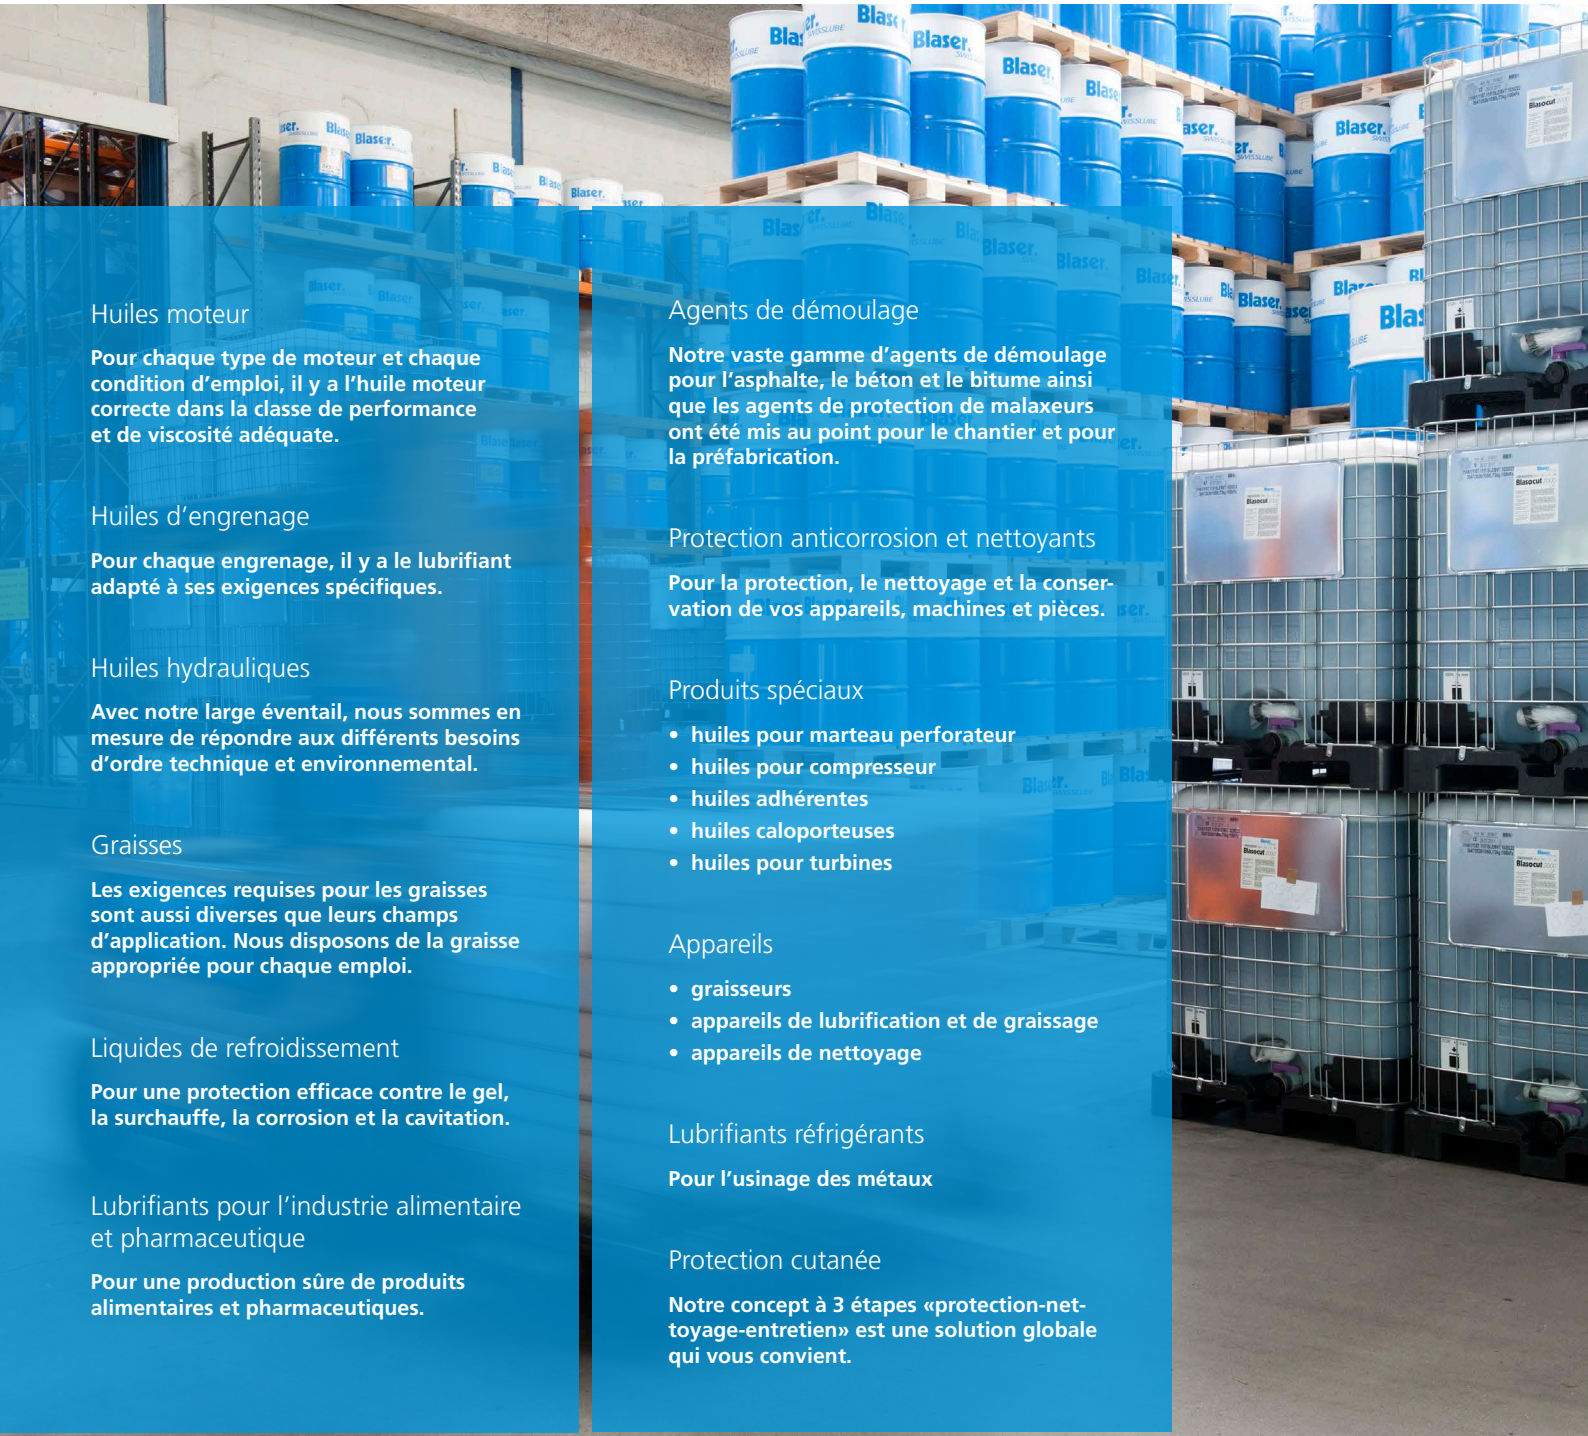 Huiles moteur
Pour chaque type de moteur et chaque
condition d’emploi, il y a l’huile moteur
correcte dans la classe de performance
et de viscosité adéquate.
Huiles d’engrenage
Pour chaque engrenage, il y a le lubrifiant
adapté à ses exigences spécifiques.
Huiles hydrauliques
Avec notre large éventail, nous sommes en
mesure de répondre aux différents besoins
d’ordre technique et environnemental.
Graisses
Les exigences requises pour les graisses
sont aussi diverses que leurs champs
d’application. Nous disposons de la graisse
appropriée pour chaque emploi.
Liquides de refroidissement
Pour une protection efficace contre le gel,
la surchauffe, la corrosion et la cavitation.
Lubrifiants pour l’industrie alimentaire
et pharmaceutique
Pour une production sûre de produits
alimentaires et pharmaceutiques.
Agents de démoulage
Notre vaste gamme d’agents de démoulage
pour l’asphalte, le béton et le bitume ainsi
que les agents de protection de malaxeurs
ont été mis au point pour le chantier et pour
la préfabrication.
Protection anticorrosion et nettoyants
Pour la protection, le nettoyage et la conser-
vation de vos appareils, machines et pièces.
Produits spéciaux
• huiles pour marteau perforateur
• huiles pour compresseur
• huiles adhérentes
• huiles caloporteuses
• huiles pour turbines
Appareils
• graisseurs
• appareils de lubrification et de graissage
• appareils de nettoyage
Lubrifiants réfrigérants
Pour l’usinage des métaux
Protection cutanée
Notre concept à 3 étapes «protection-net-
toyage-entretien» est une solution globale
qui vous convient.
Blaser.
SWISSLUBE
Blaser.
Blaser.
Blaser.
Blaser.
Blasocut
Blasocut
Blasocut
Blasocut